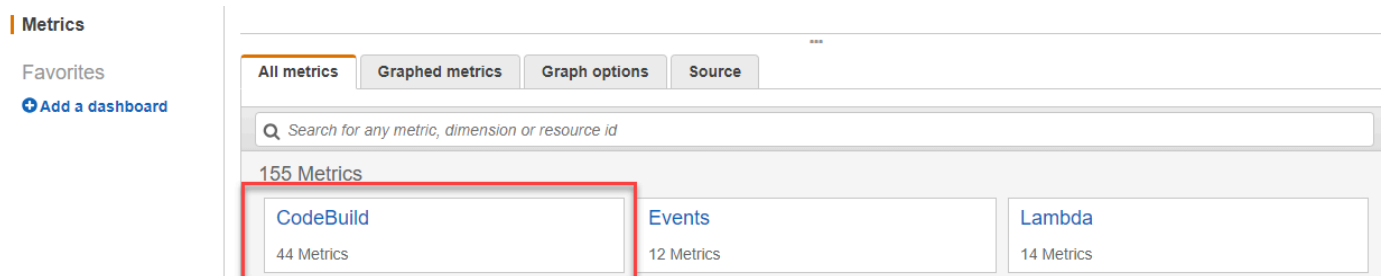 Metrics
Favorites
Add a dashboard
All metrics Graphed metrics Graph options Source
Search for any metric, dimension or resource id
155 Metrics
CodeBuild Events Lambda
44 Metrics 12 Metrics 14 Metrics